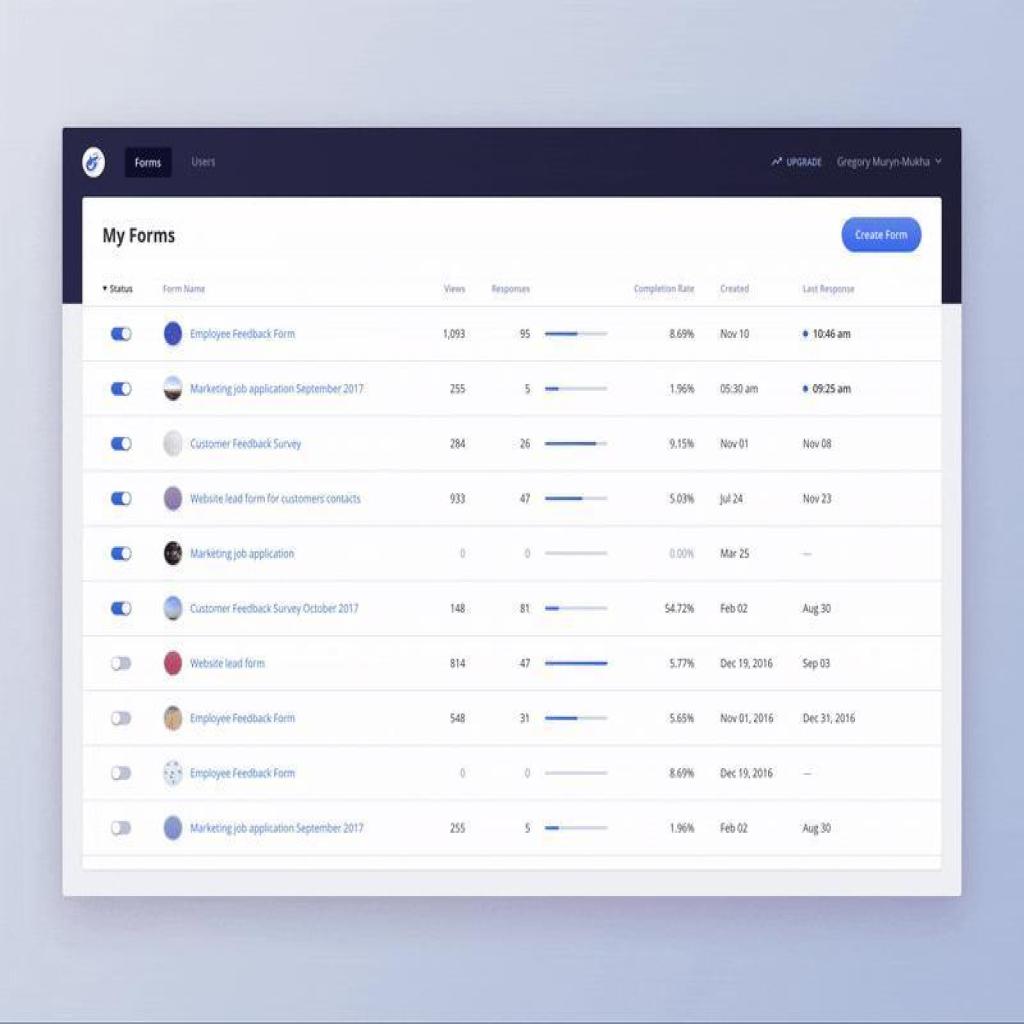 Forms Users UPGRADE Gregory Muryn-Mukha
My Forms Create Form
Status Form Name Views Responses Completion Rate Created Last Response
Employee Feedback Form 1,093 95 8.69% Nov 10 10:46 am
Marketing job application September 2017 255 5 1.96% 05:30 am 09:25 am
Customer Feedback Survey 284 26 9.15% Nov 01 Nov 08
Website lead form for customers contacts 933 47 5.03% Jul 24 Nov 23
Marketing job application 0 0 0.00% Mar 25 —
Customer Feedback Survey October 2017 148 81 54.72% Feb 02 Aug 30
Website lead form 814 47 5.77% Dec 19, 2016 Sep 03
Employee Feedback Form 548 31 5.65% Nov 01, 2016 Dec 31, 2016
Employee Feedback Form 0 0 8.69% Dec 19, 2016 —
Marketing job application September 2017 255 5 1.96% Feb 02 Aug 30